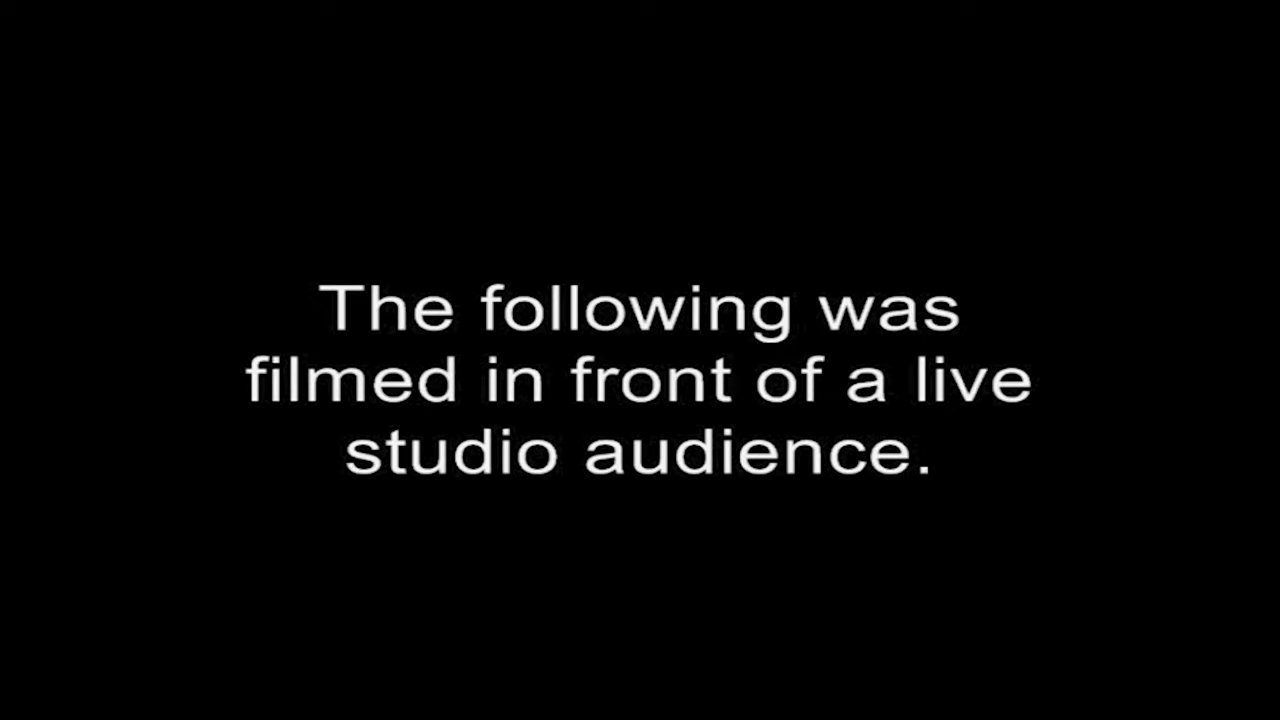 The following was
filmed in front of a live
studio audience.